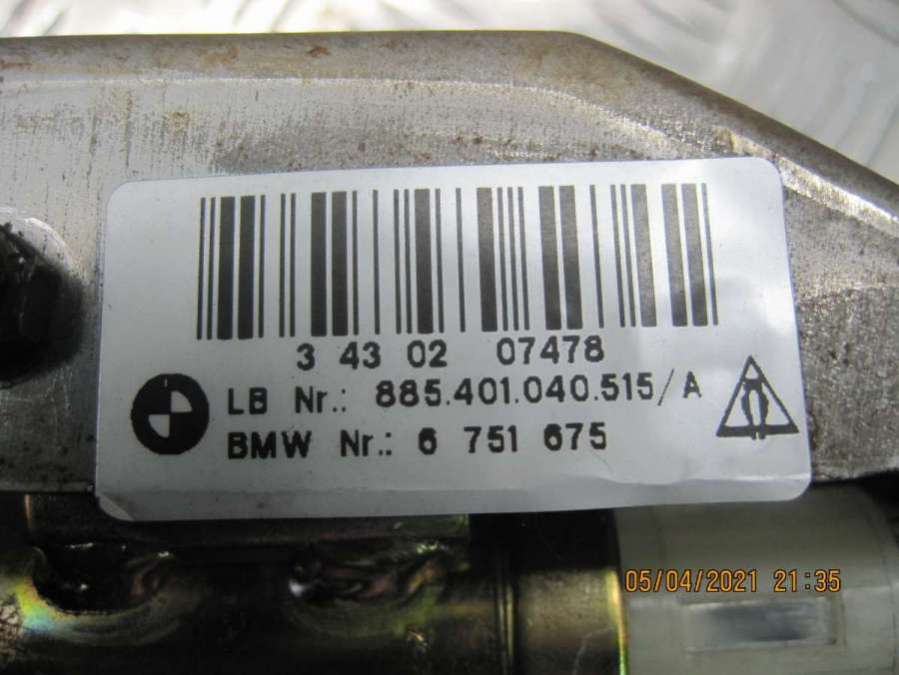 3 43 02 07478
LB Nr.: 885.401.040.515/A
BMW Nr.: 6 751 675
05/04/2021 21:35